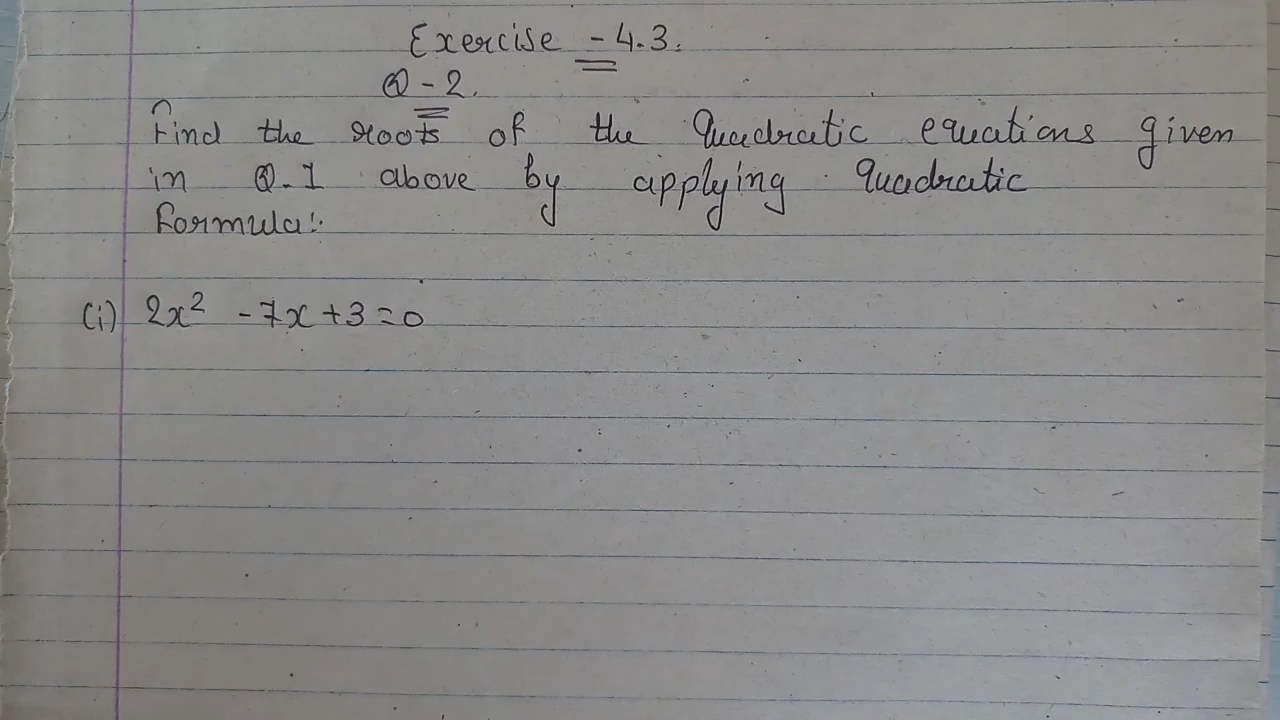 Exercise - 4.3.
Q - 2.
Find the roots of the Quadratic equations given
in Q.1 above by applying Quadratic
Formula:.
(i) 2x² - 7x + 3 = 0